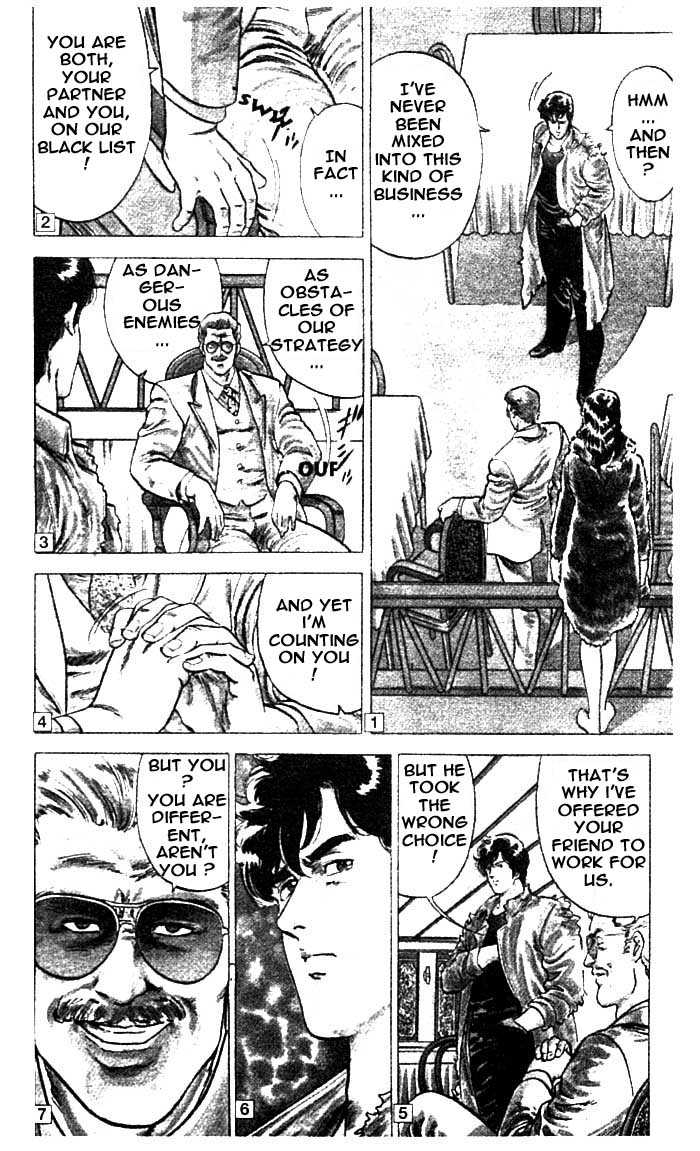 HMM
...
AND
THEN
?
I'VE
NEVER
BEEN
MIXED
INTO THIS
KIND OF
BUSINESS
...
1
IN
FACT
...
SWW
YOU ARE
BOTH,
YOUR
PARTNER
AND YOU,
ON OUR
BLACK LIST
!
2
AS
OBSTA-
CLES OF
OUR
STRATEGY
...
AS DAN-
GER-
OUS
ENEMIES
...
OUF
3
AND YET
I'M
COUNTING
ON YOU
!
4
THAT'S
WHY I'VE
OFFERED
YOUR
FRIEND TO
WORK FOR
US.
BUT HE
TOOK
THE
WRONG
CHOICE
!
5
6
BUT YOU
?
YOU ARE
DIFFER-
ENT,
AREN'T
YOU ?
7